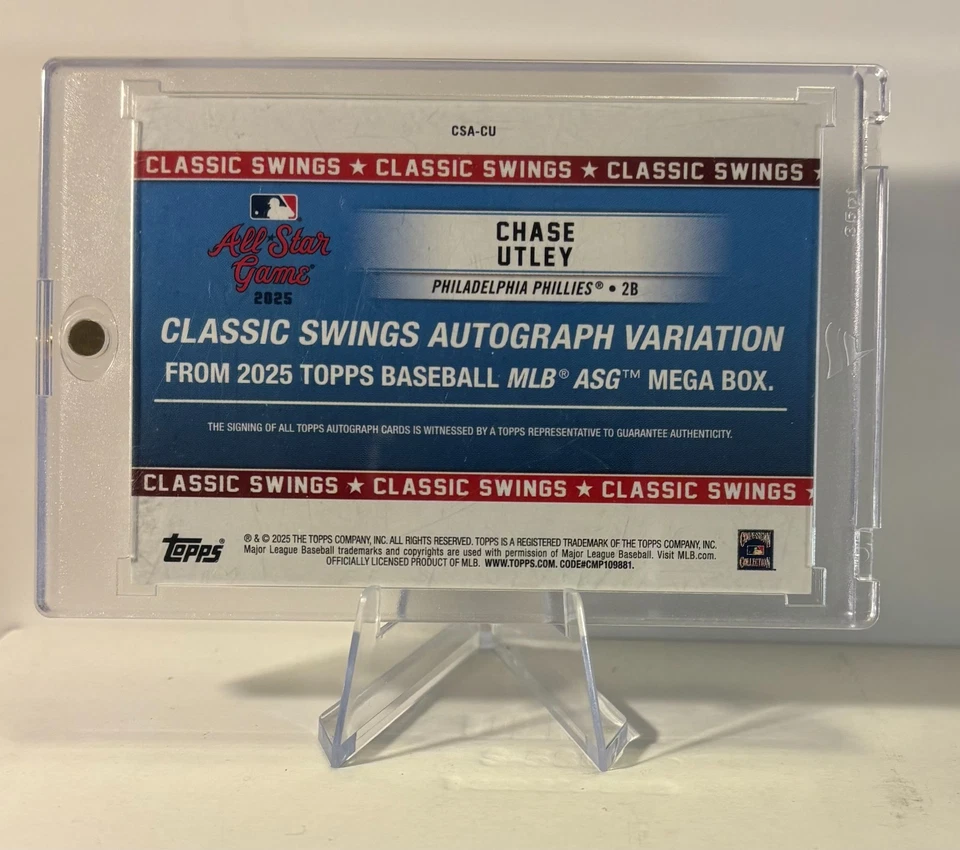 CSA-CU
CLASSIC SWINGS ★ CLASSIC SWINGS ★ CLASSIC SWINGS ★
All★Star
Game
2025
CHASE
UTLEY
PHILADELPHIA PHILLIES® • 2B
CLASSIC SWINGS AUTOGRAPH VARIATION
FROM 2025 TOPPS BASEBALL MLB® ASG™ MEGA BOX.
THE SIGNING OF ALL TOPPS AUTOGRAPH CARDS IS WITNESSED BY A TOPPS REPRESENTATIVE TO GUARANTEE AUTHENTICITY.
CLASSIC SWINGS ★ CLASSIC SWINGS ★ CLASSIC SWINGS ★
topps®
® & © 2025 THE TOPPS COMPANY, INC. ALL RIGHTS RESERVED. TOPPS IS A REGISTERED TRADEMARK OF THE TOPPS COMPANY, INC.
Major League Baseball trademarks and copyrights are used with permission of Major League Baseball. Visit MLB.com.
OFFICIALLY LICENSED PRODUCT OF MLB. WWW.TOPPS.COM. CODE#CMP109881.
COOPERSTOWN
COLLECTION